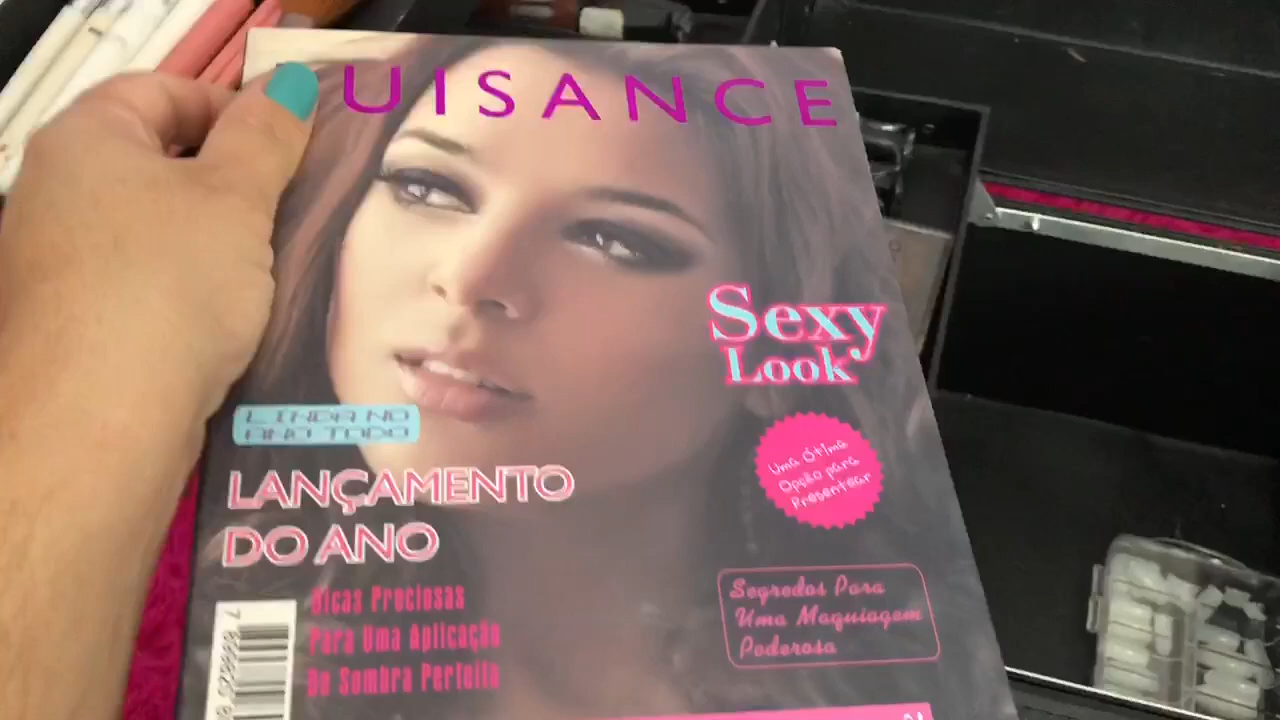 UISANCE
Sexy
Look
LINDA NO
ANO TODO
LANÇAMENTO
DO ANO
Uma Ótima
Opção para
Presentear
Dicas Preciosas
Para Uma Aplicação
De Sombra Perfeita
Segredos Para
Uma Maquiagem
Poderosa